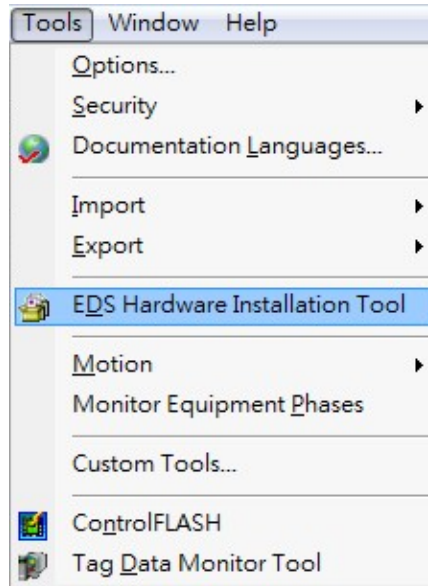 Tools Window Help
Options...
Security
Documentation Languages...
Import
Export
EDS Hardware Installation Tool
Motion
Monitor Equipment Phases
Custom Tools...
ControlFLASH
Tag Data Monitor Tool